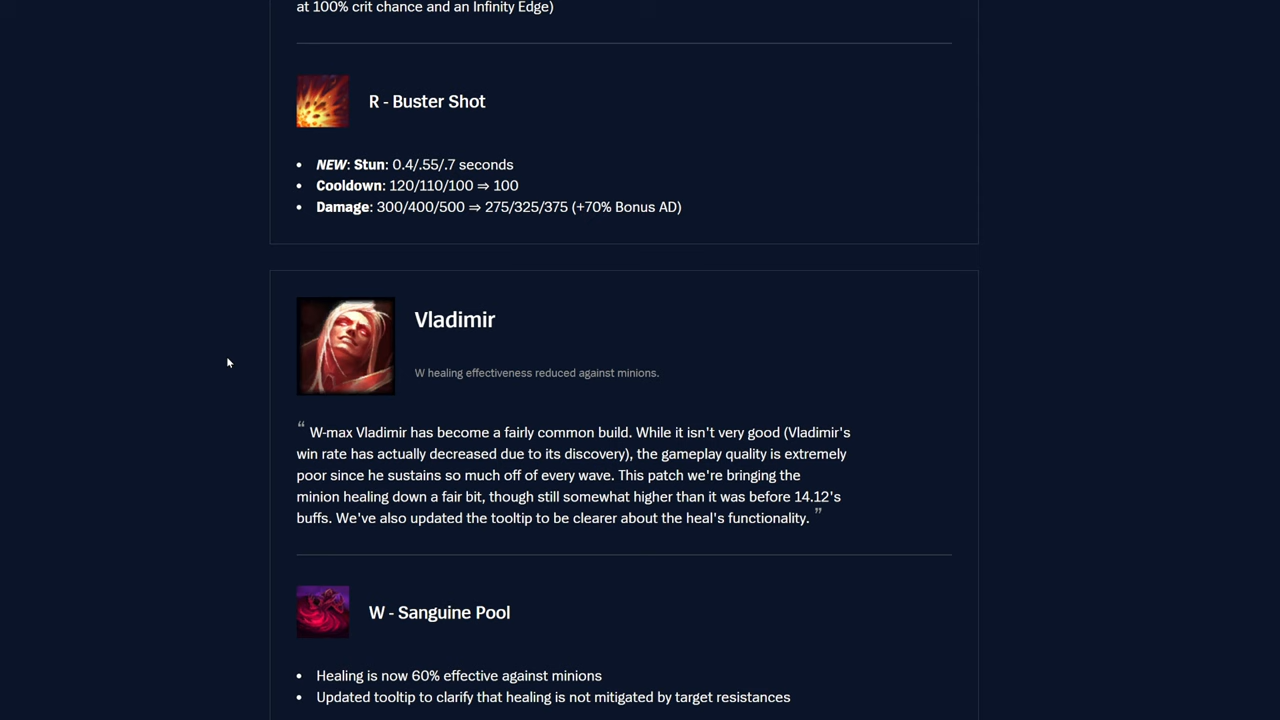 at 100% crit chance and an Infinity Edge)
R - Buster Shot
• NEW: Stun: 0.4/.55/.7 seconds
• Cooldown: 120/110/100 ⇒ 100
• Damage: 300/400/500 ⇒ 275/325/375 (+70% Bonus AD)
Vladimir
W healing effectiveness reduced against minions.
“ W-max Vladimir has become a fairly common build. While it isn't very good (Vladimir's
win rate has actually decreased due to its discovery), the gameplay quality is extremely
poor since he sustains so much off of every wave. This patch we're bringing the
minion healing down a fair bit, though still somewhat higher than it was before 14.12's
buffs. We've also updated the tooltip to be clearer about the heal's functionality. ”
W - Sanguine Pool
• Healing is now 60% effective against minions
• Updated tooltip to clarify that healing is not mitigated by target resistances